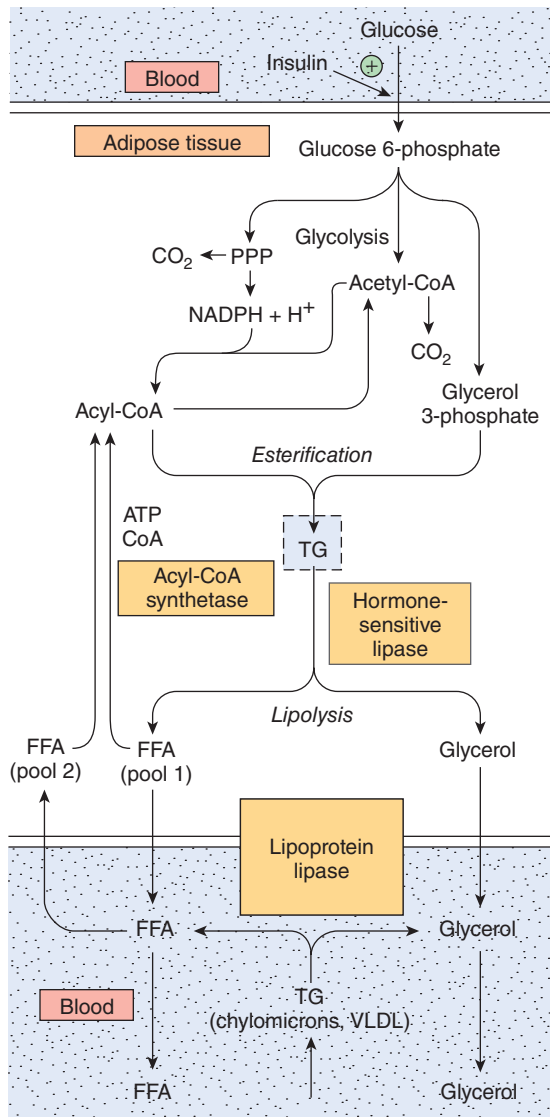 Glucose
Insulin
+
Blood
Adipose tissue
Glucose 6-phosphate
Glycolysis
CO₂
PPP
Acetyl-CoA
NADPH + H⁺
CO₂
Acyl-CoA
Glycerol
3-phosphate
Esterification
ATP
CoA
TG
Acyl-CoA
synthetase
Hormone-
sensitive
lipase
Lipolysis
FFA
(pool 2)
FFA
(pool 1)
Glycerol
Lipoprotein
lipase
FFA
Glycerol
Blood
TG
(chylomicrons, VLDL)
FFA
Glycerol